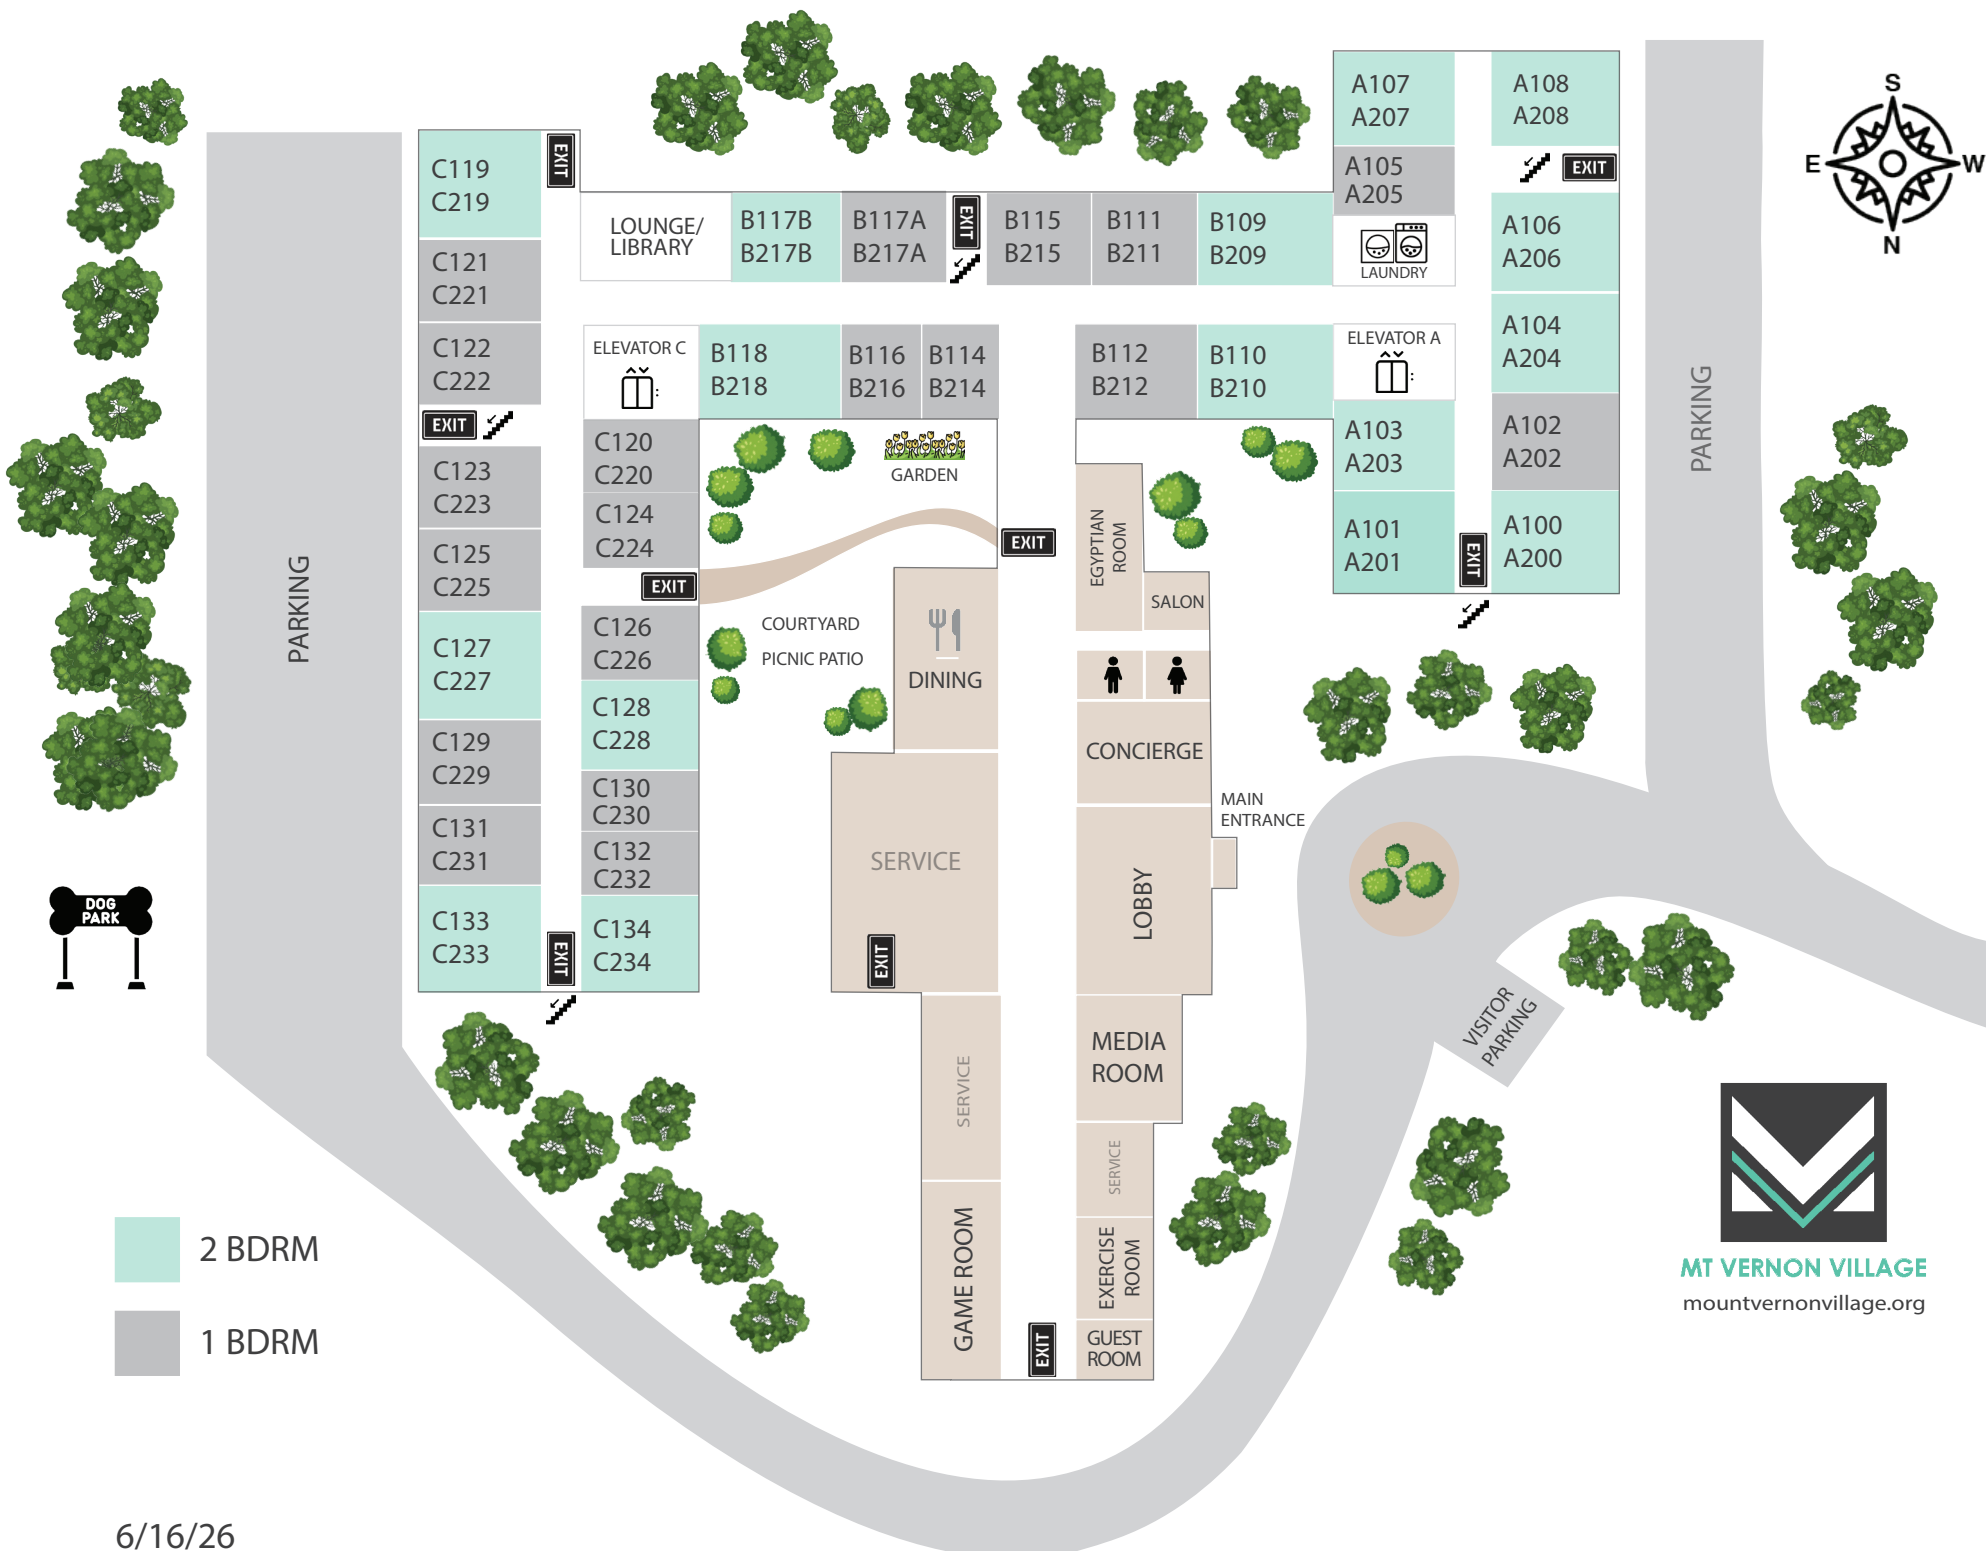 A107
A207
A108
A208
S
E
W
N
A105
A205
EXIT
LAUNDRY
A106
A206
A104
A204
ELEVATOR A
A103
A203
A102
A202
A101
A201
EXIT
A100
A200
PARKING
EXIT
C119
C219
LOUNGE/
LIBRARY
B117B
B217B
B117A
B217A
EXIT
B115
B215
B111
B211
B109
B209
C121
C221
C122
C222
ELEVATOR C
B118
B218
B116
B216
B114
B214
B112
B212
B110
B210
EXIT
C120
C220
C123
C223
C124
C224
C125
C225
EXIT
GARDEN
EXIT
EGYPTIAN
ROOM
SALON
PARKING
C127
C227
C126
C226
COURTYARD
PICNIC PATIO
DINING
C128
C228
C129
C229
C130
C230
C131
C231
C132
C232
C133
C233
EXIT
C134
C234
CONCIERGE
MAIN
ENTRANCE
SERVICE
EXIT
LOBBY
DOG
PARK
MEDIA
ROOM
VISITOR
PARKING
SERVICE
SERVICE
GAME ROOM
EXERCISE
ROOM
EXIT
GUEST
ROOM
2 BDRM
1 BDRM
MT VERNON VILLAGE
mountvernonvillage.org
6/16/26